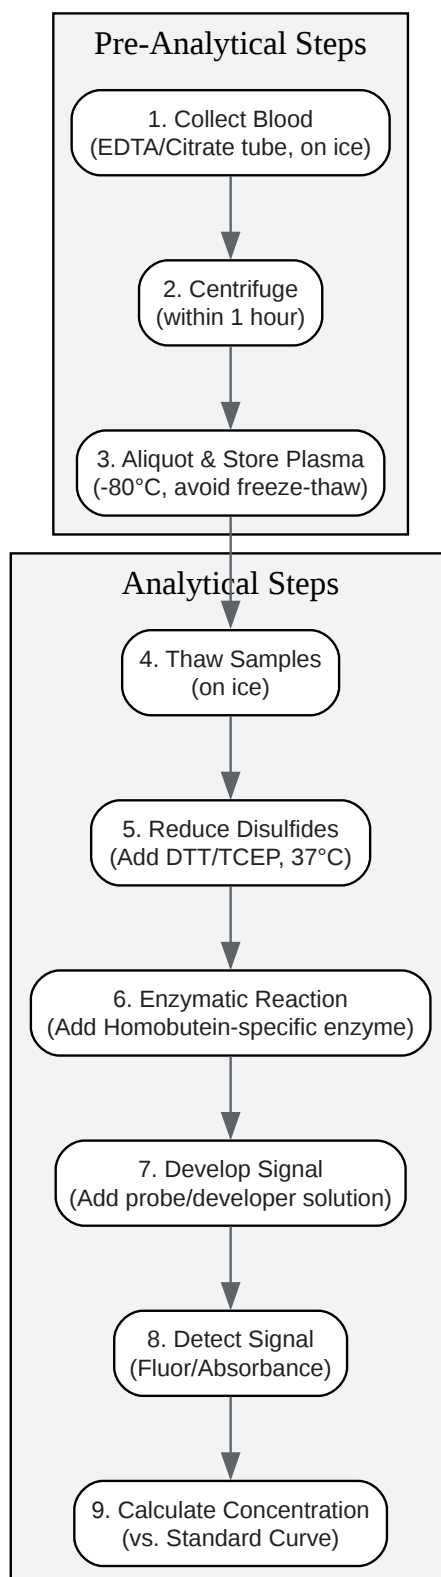 Pre-Analytical Steps
1. Collect Blood
(EDTA/Citrate tube, on ice)
2. Centrifuge
(within 1 hour)
3. Aliquot & Store Plasma
(-80°C, avoid freeze-thaw)
Analytical Steps
4. Thaw Samples
(on ice)
5. Reduce Disulfides
(Add DTT/TCEP, 37°C)
6. Enzymatic Reaction
(Add Homobutein-specific enzyme)
7. Develop Signal
(Add probe/developer solution)
8. Detect Signal
(Fluor/Absorbance)
9. Calculate Concentration
(vs. Standard Curve)